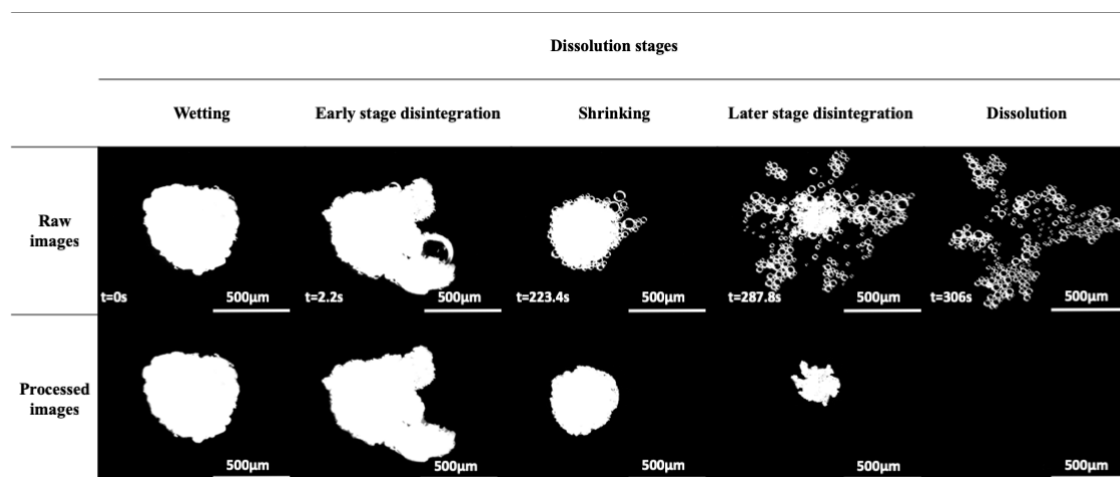 Dissolution stages
Wetting Early stage disintegration Shrinking Later stage disintegration Dissolution
Raw
images
t=0s 500µm t=2.2s 500µm t=223.4s 500µm t=287.8s 500µm t=306s 500µm
Processed
images
500µm 500µm 500µm 500µm 500µm